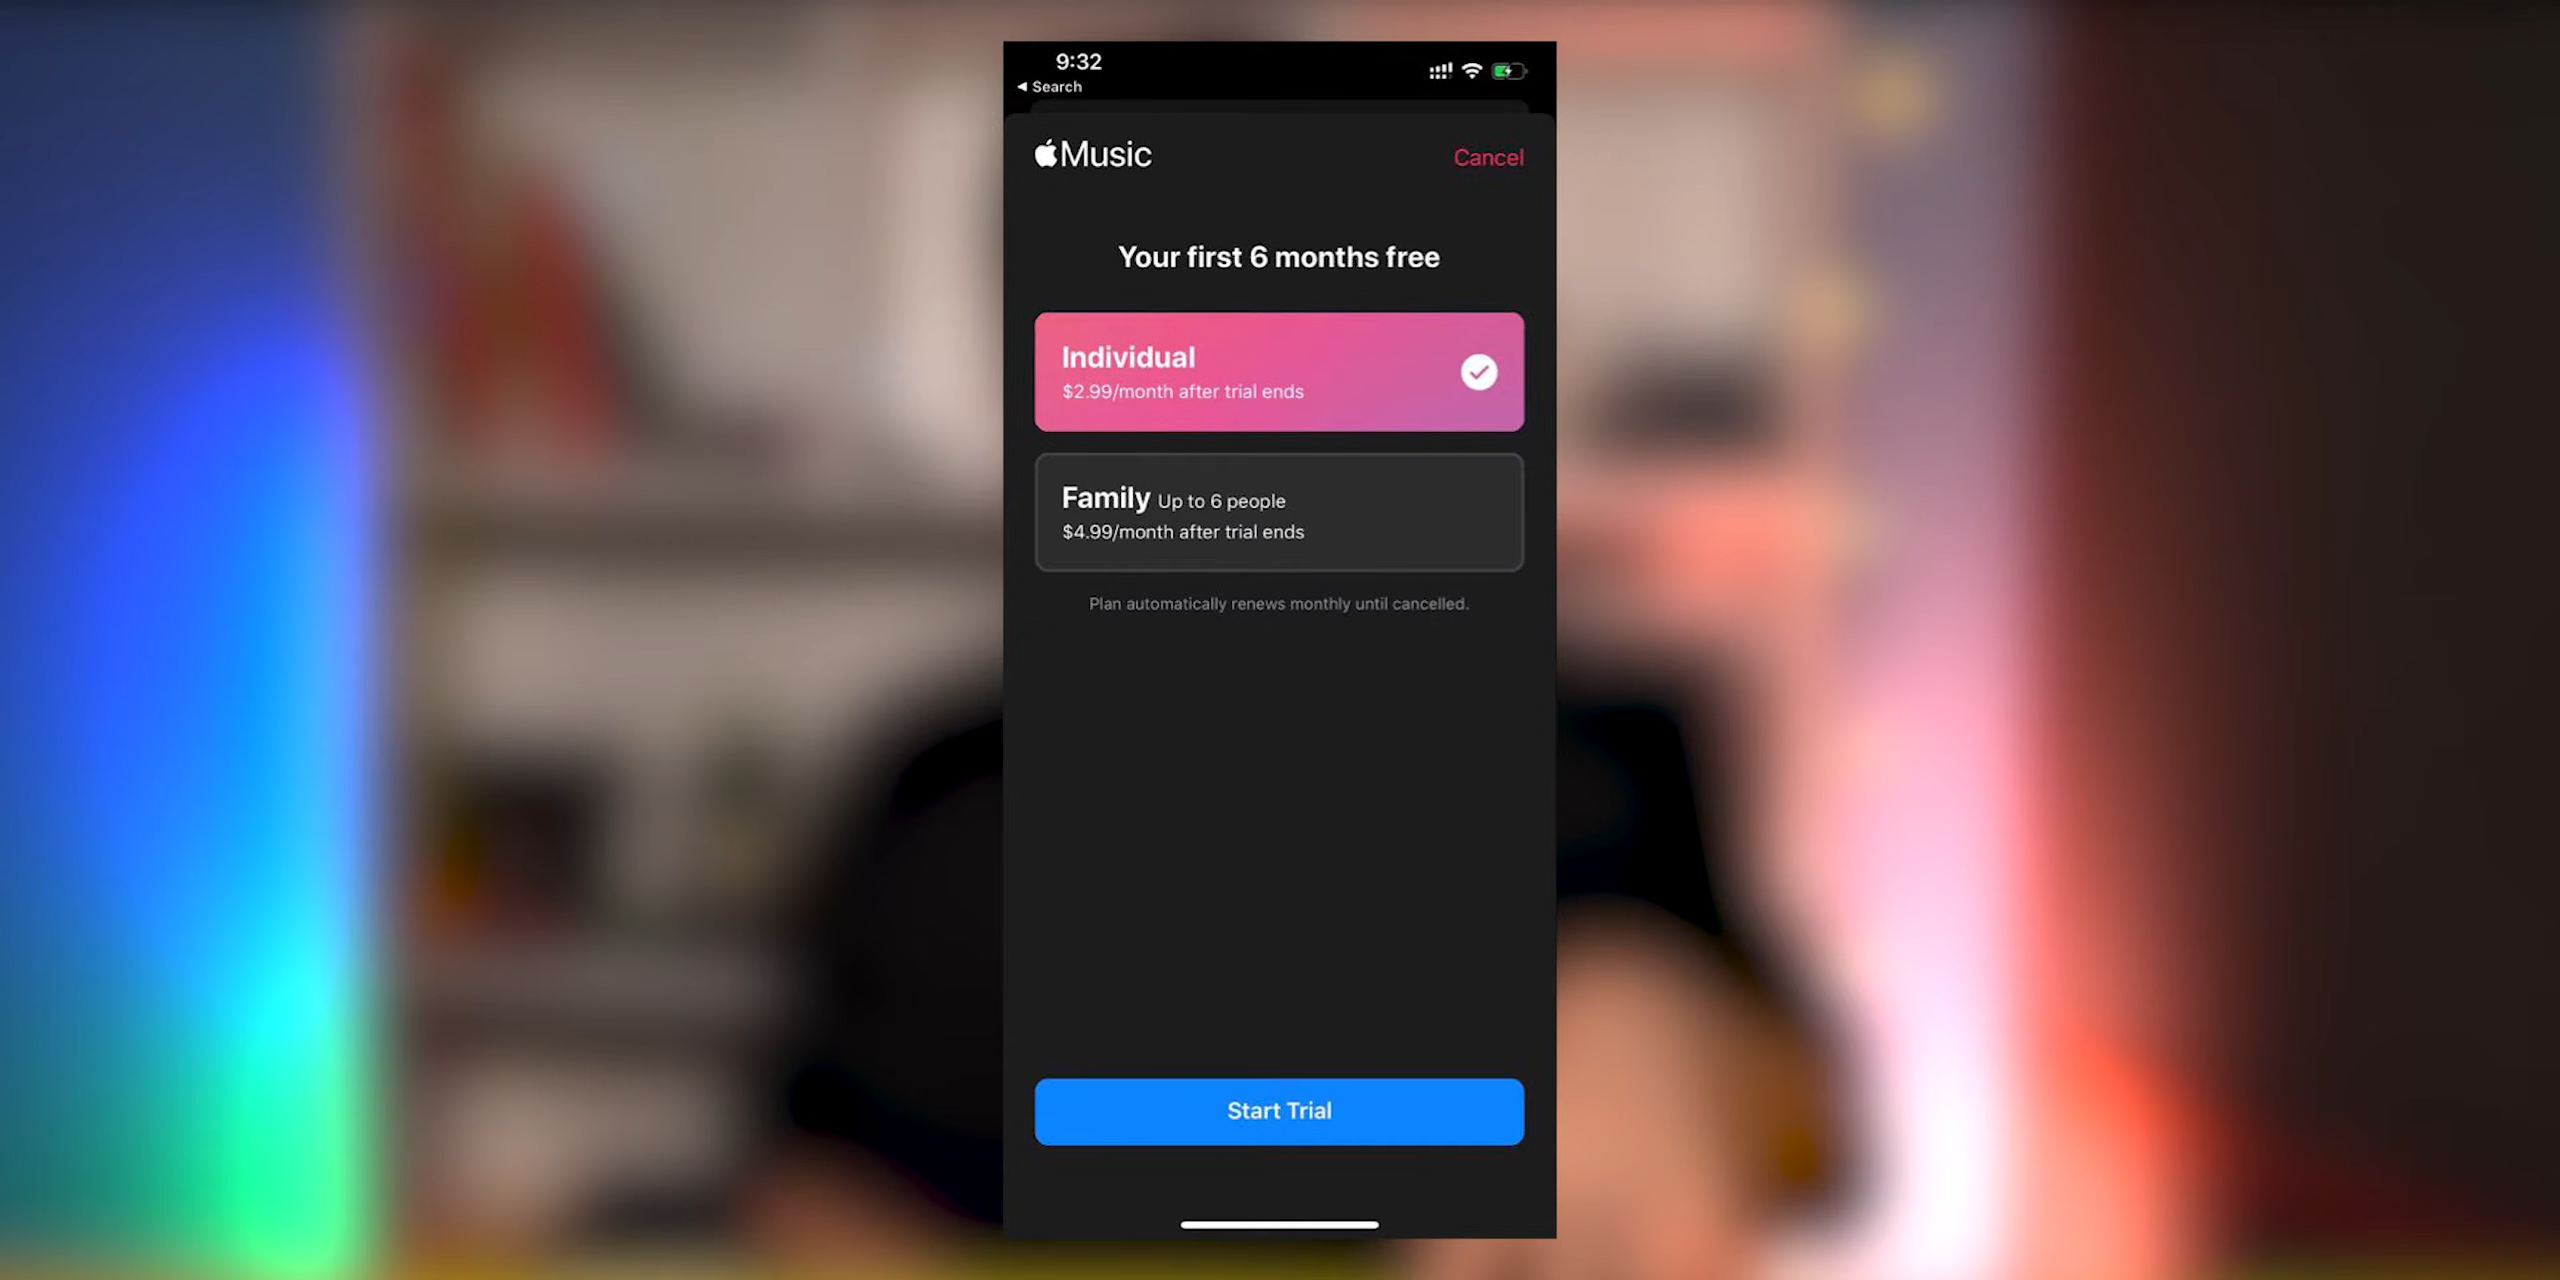 9:32
◀ Search
Music
Cancel
Your first 6 months free
Individual
$2.99/month after trial ends
Family Up to 6 people
$4.99/month after trial ends
Plan automatically renews monthly until cancelled.
Start Trial